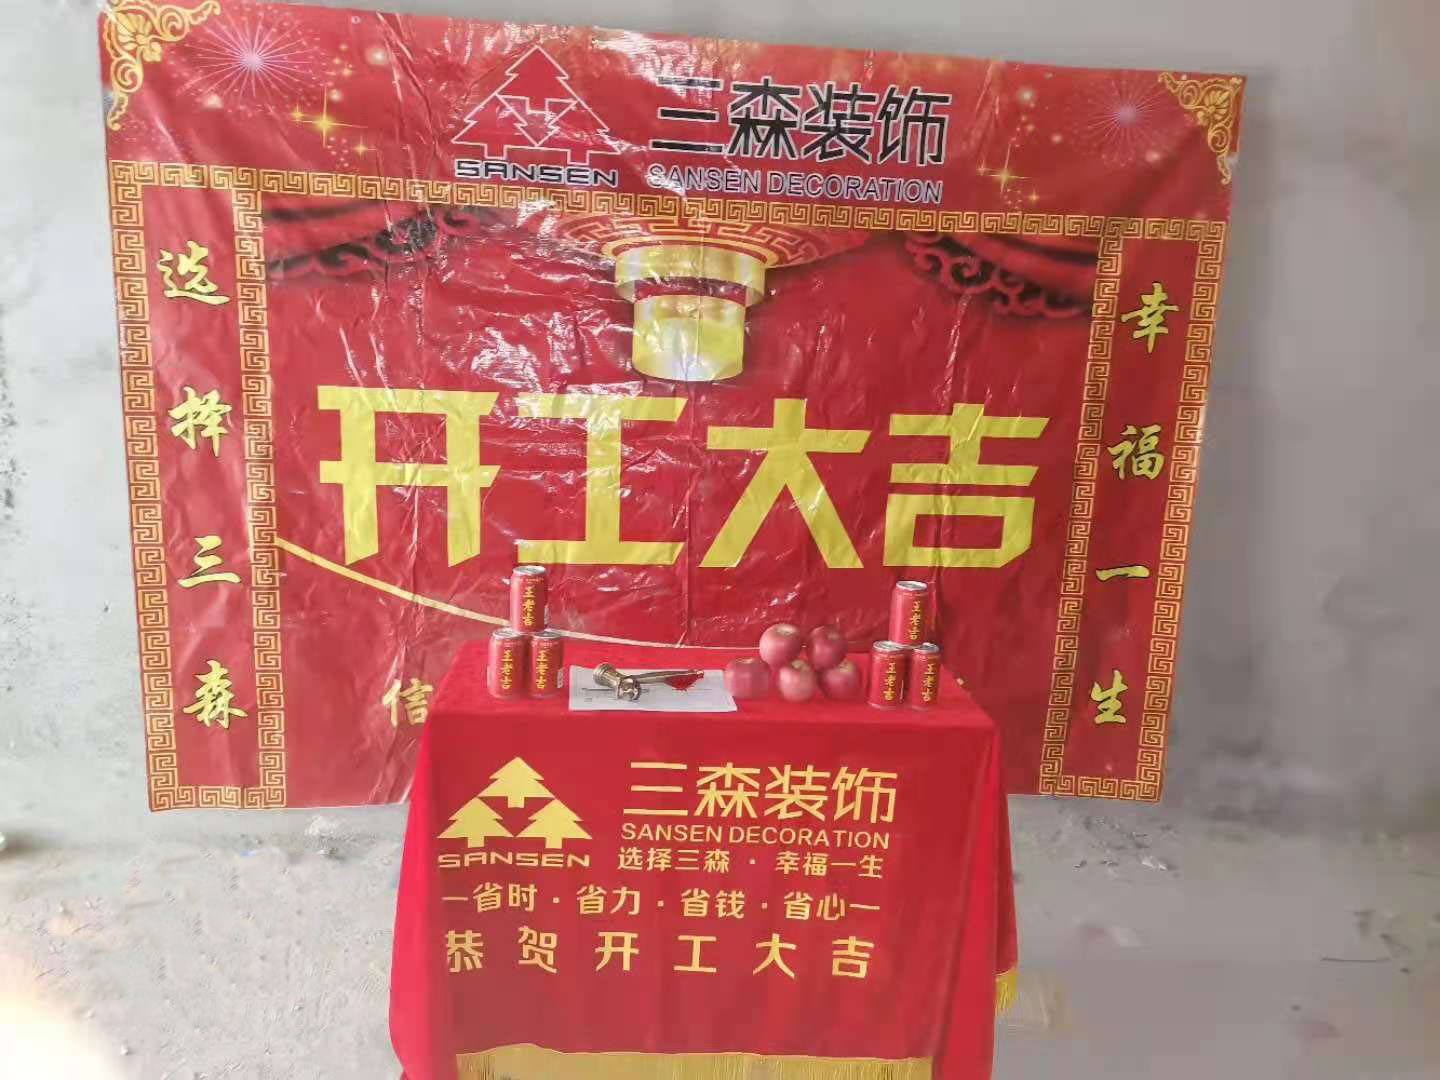 SANSEN
三森装饰
SANSEN DECORATION
选择三森
开工大吉
幸福一生
信
王老吉
王老吉
王老吉
王老吉
王老吉
王老吉
SANSEN
三森装饰
SANSEN DECORATION
选择三森·幸福一生
一省时·省力·省钱·省心一
恭贺开工大吉